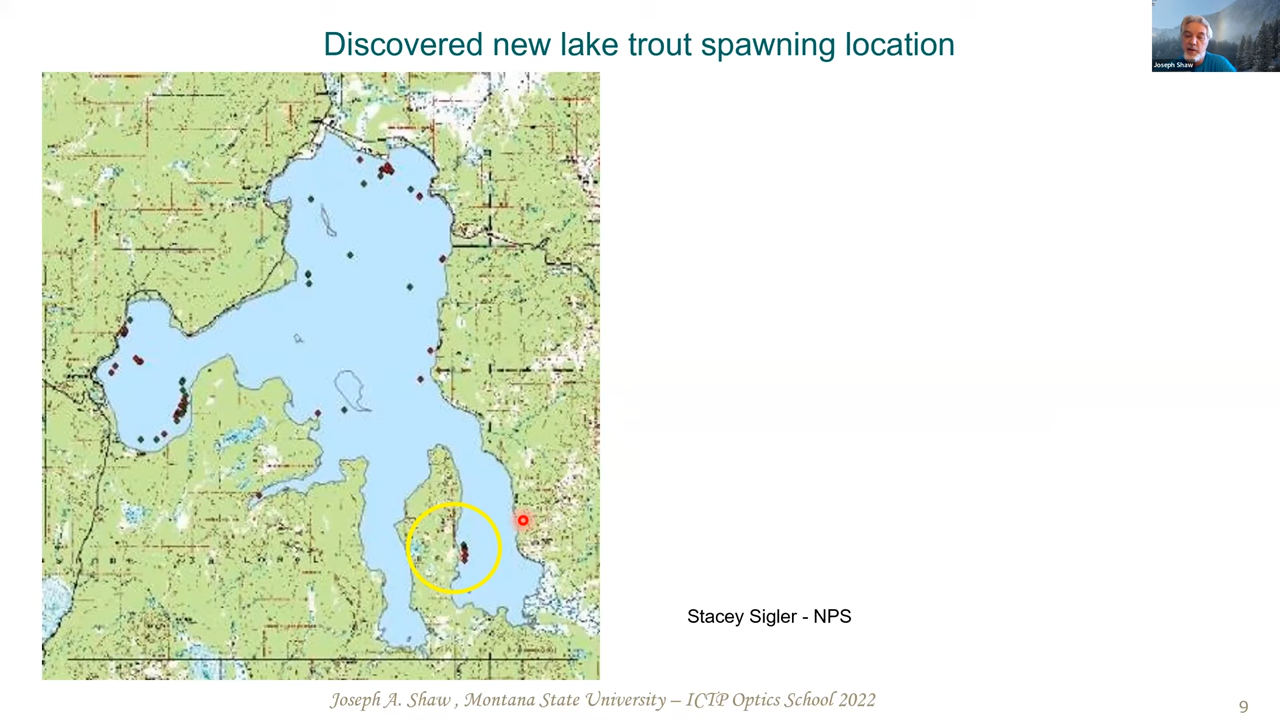 Discovered new lake trout spawning location
Joseph Shaw
Stacey Sigler - NPS
Joseph A. Shaw , Montana State University – ICTP Optics School 2022
9